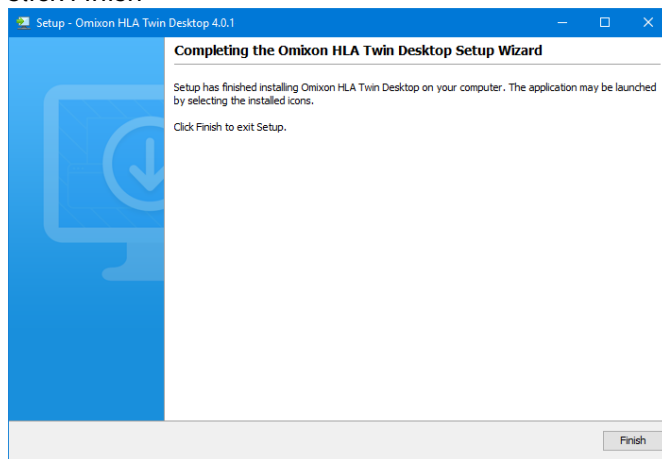 Setup - Omixon HLA Twin Desktop 4.0.1
Completing the Omixon HLA Twin Desktop Setup Wizard
Setup has finished installing Omixon HLA Twin Desktop on your computer. The application may be launched
by selecting the installed icons.
Click Finish to exit Setup.
Finish